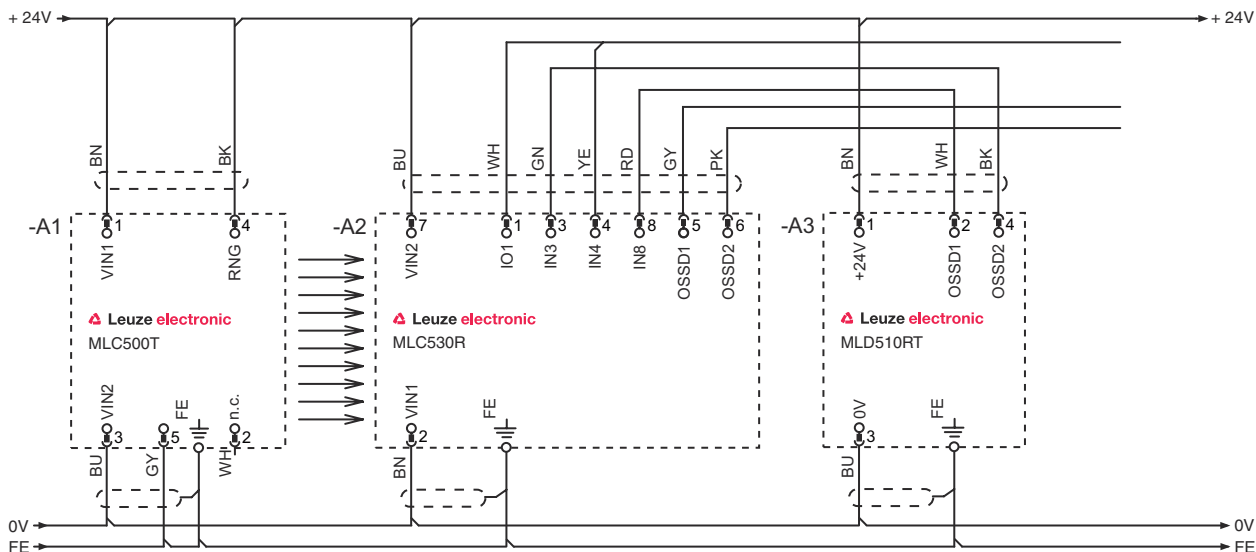 + 24V
+ 24V
BN
BK
BU
WH
GN
YE
RD
GY
PK
BN
WH
BK
-A1
1
4
-A2
7
1
3
4
8
5
6
-A3
1
2
4
VIN1
RNG
VIN2
IO1
IN3
IN4
IN8
OSSD1
OSSD2
+24V
OSSD1
OSSD2
Leuze electronic
MLC500T
Leuze electronic
MLC530R
Leuze electronic
MLD510RT
VIN2
FE
n.c.
VIN1
FE
0V
FE
3
5
2
2
3
BU
GY
WH
BN
BU
0V
0V
FE
FE